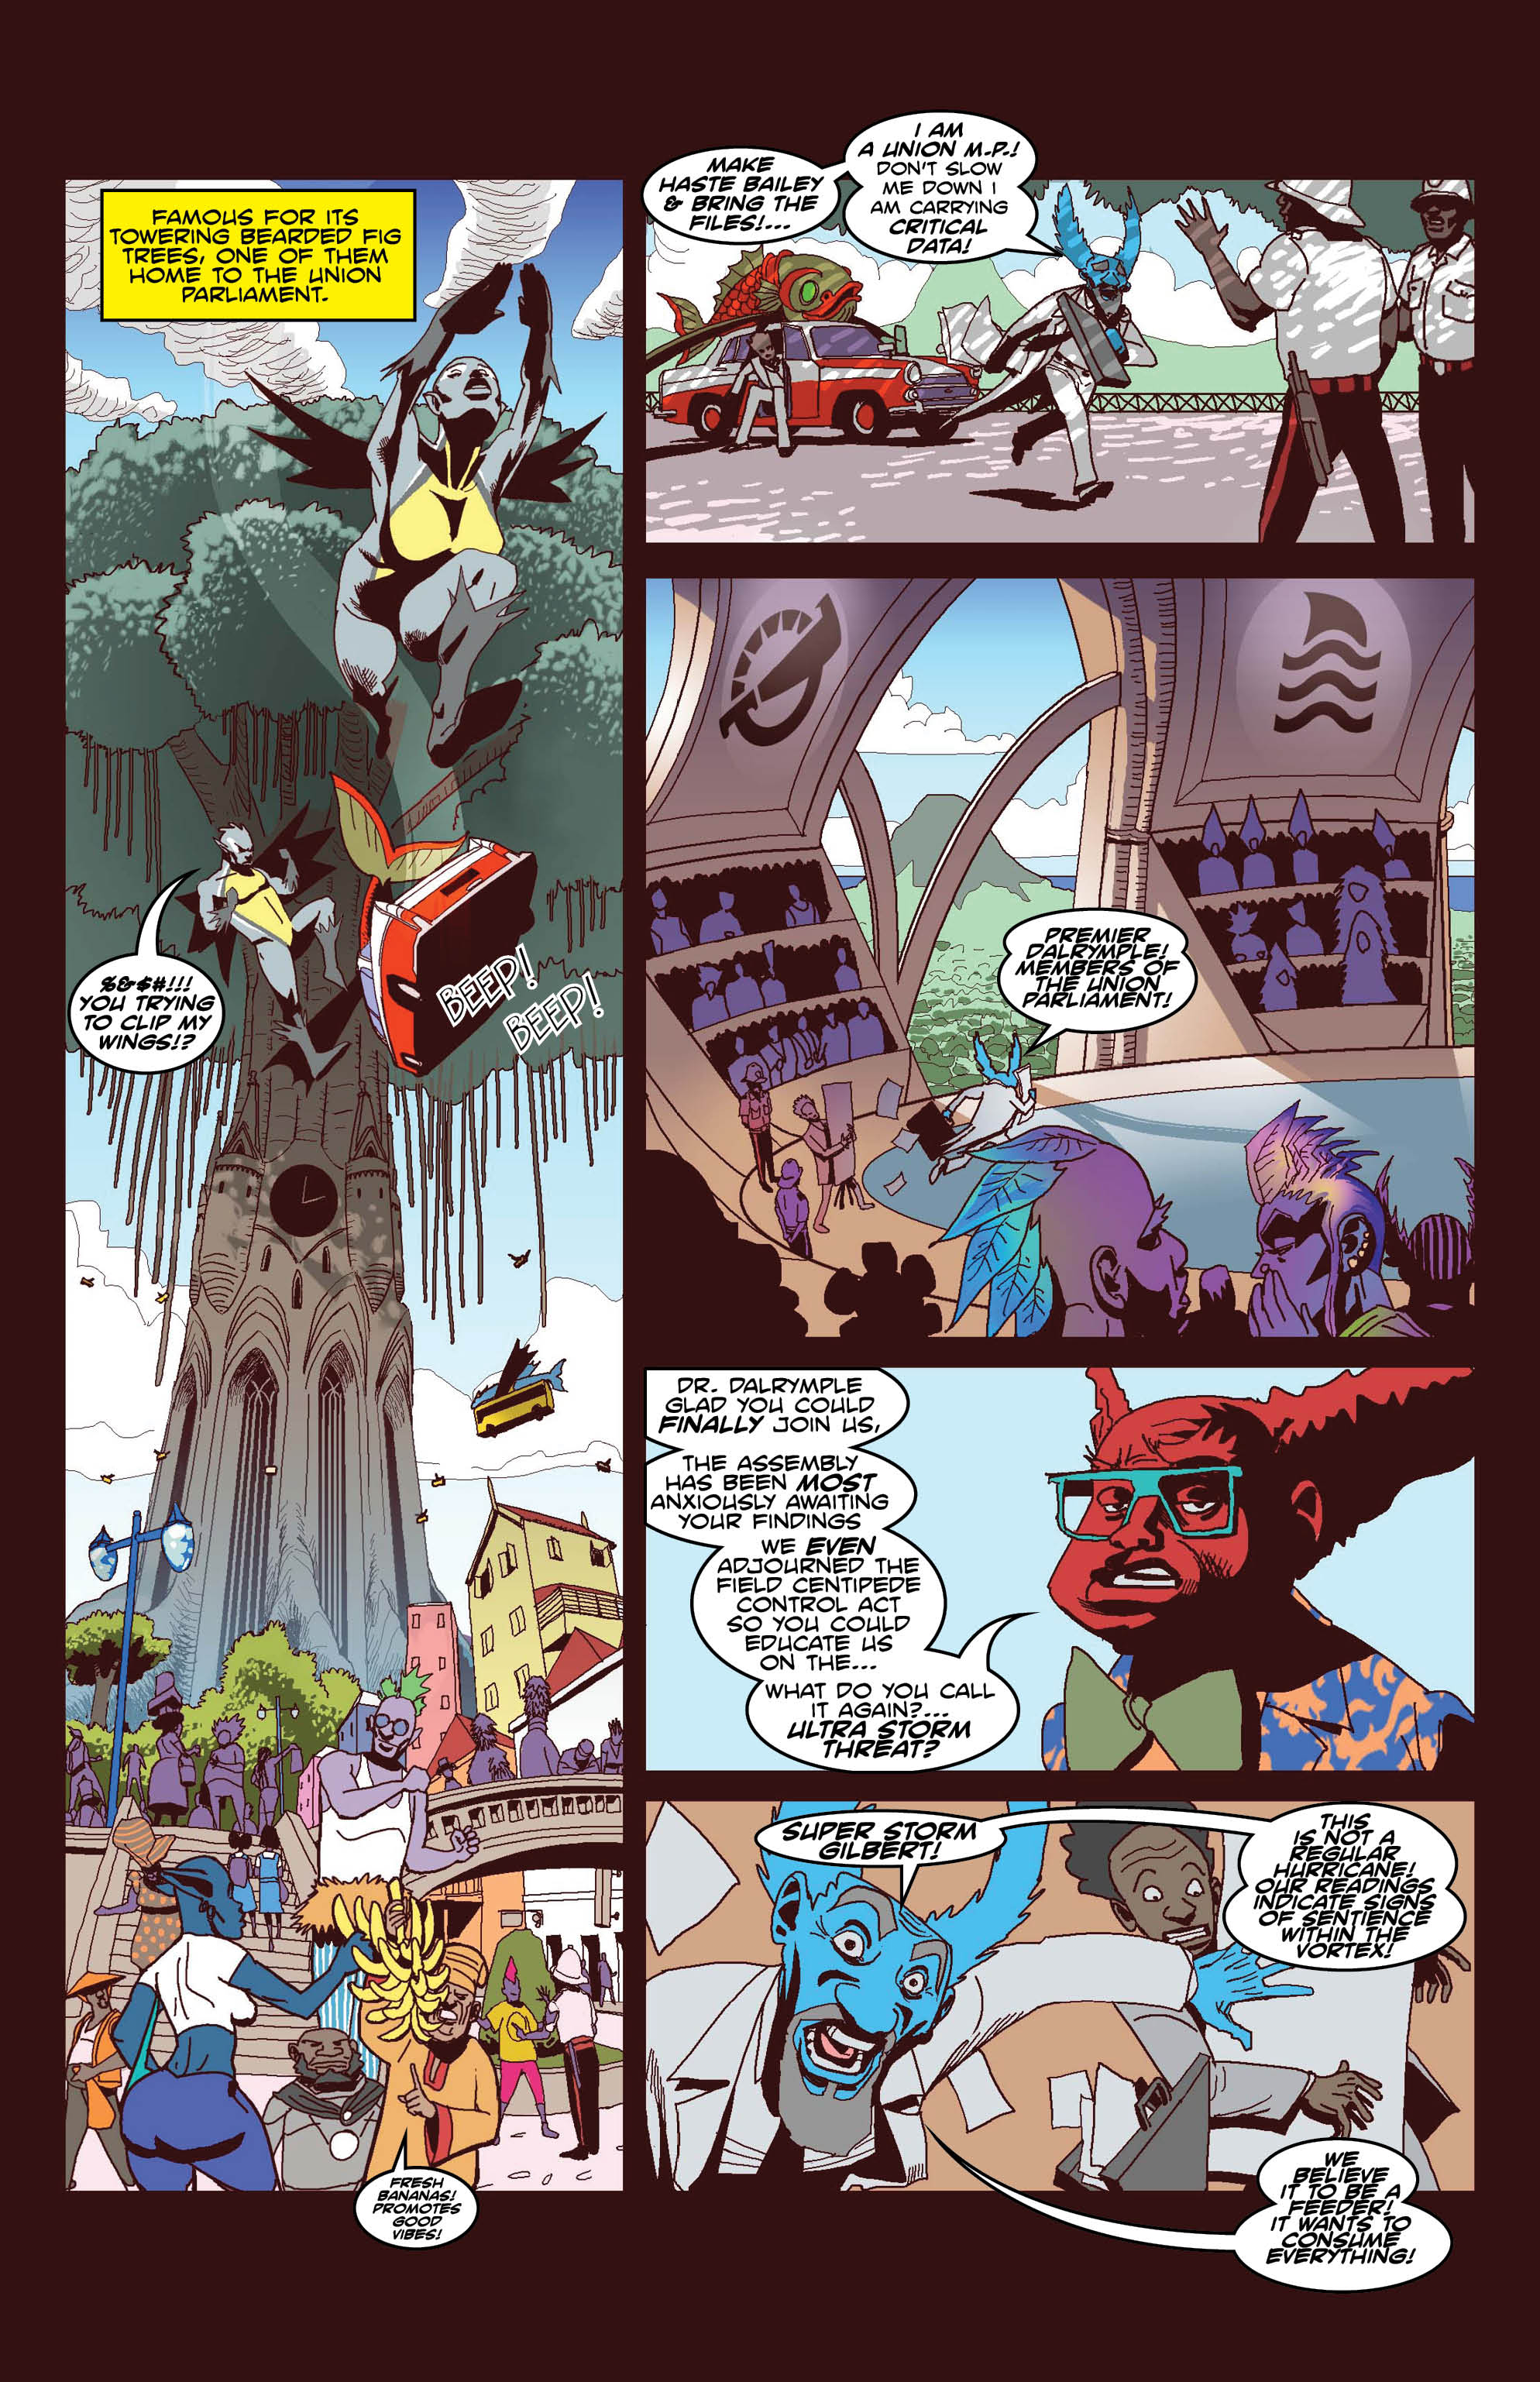 FAMOUS FOR ITS
TOWERING BEARDED FIG
TREES, ONE OF THEM
HOME TO THE UNION
PARLIAMENT.
%&$#!!!
YOU TRYING
TO CLIP MY
WINGS!?
BEEP!
BEEP!
FRESH
BANANAS!
PROMOTES
GOOD
VIBES!
MAKE
HASTE BAILEY
& BRING THE
FILES!...
I AM
A UNION M.P.!
DON'T SLOW
ME DOWN I
AM CARRYING
CRITICAL
DATA!
PREMIER
DALRYMPLE!
MEMBERS OF
THE UNION
PARLIAMENT!
DR. DALRYMPLE
GLAD YOU COULD
FINALLY JOIN US,
THE ASSEMBLY
HAS BEEN MOST
ANXIOUSLY AWAITING
YOUR FINDINGS
WE EVEN
ADJOURNED THE
FIELD CENTIPEDE
CONTROL ACT
SO YOU COULD
EDUCATE US
ON THE...
WHAT DO YOU CALL
IT AGAIN?...
ULTRA STORM
THREAT?
SUPER STORM
GILBERT!
THIS
IS NOT A
REGULAR
HURRICANE!
OUR READINGS
INDICATE SIGNS
OF SENTIENCE
WITHIN THE
VORTEX!
WE
BELIEVE
IT TO BE A
FEEDER!
IT WANTS TO
CONSUME
EVERYTHING!